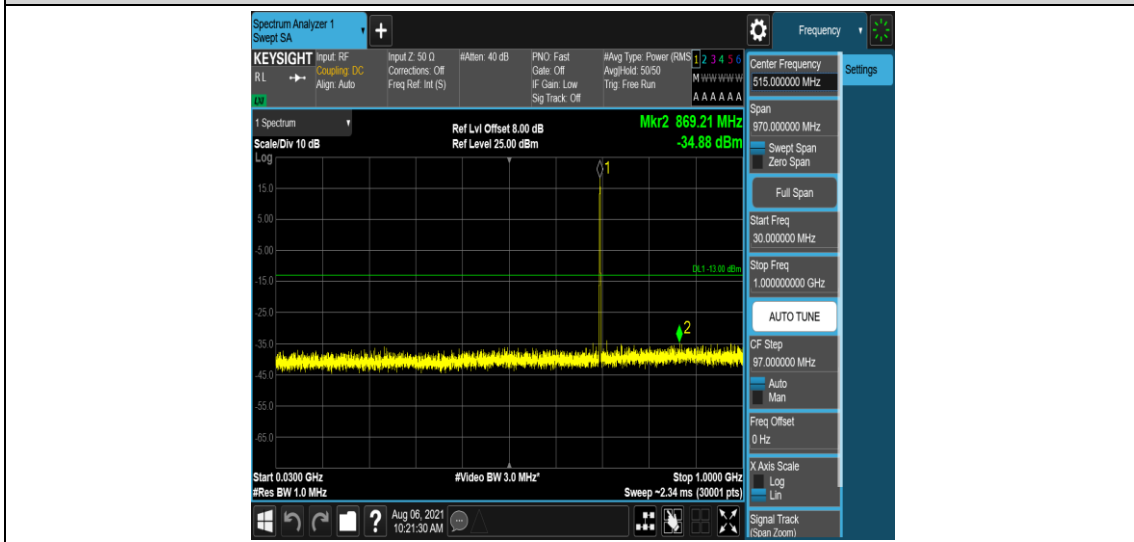 Spectrum Analyzer 1
Swept SA
+
Frequency
KEYSIGHT
RL
Input: RF
Coupling: DC
Align: Auto
Input Z: 50 Ω
Corrections: Off
Freq Ref: Int (S)
#Atten: 40 dB
PNO: Fast
Gate: Off
IF Gain: Low
Sig Track: Off
#Avg Type: Power (RMS
Avg|Hold: 50/50
Trig: Free Run
1 2 3 4 5 6
M W W W W W
A A A A A A
1 Spectrum
Scale/Div 10 dB
Log
Ref Lvl Offset 8.00 dB
Ref Level 25.00 dBm
Mkr2 869.21 MHz
-34.88 dBm
1
15.0
5.00
-5.00
DL1 -13.00 dBm
-15.0
-25.0
2
-35.0
-45.0
-55.0
-65.0
Start 0.0300 GHz
#Res BW 1.0 MHz
#Video BW 3.0 MHz*
Stop 1.0000 GHz
Sweep ~2.34 ms (30001 pts)
Center Frequency
515.000000 MHz
Settings
Span
970.000000 MHz
Swept Span
Zero Span
Full Span
Start Freq
30.000000 MHz
Stop Freq
1.000000000 GHz
AUTO TUNE
CF Step
97.000000 MHz
Auto
Man
Freq Offset
0 Hz
X Axis Scale
Log
Lin
Signal Track
(Span Zoom)
?
Aug 06, 2021
10:21:30 AM